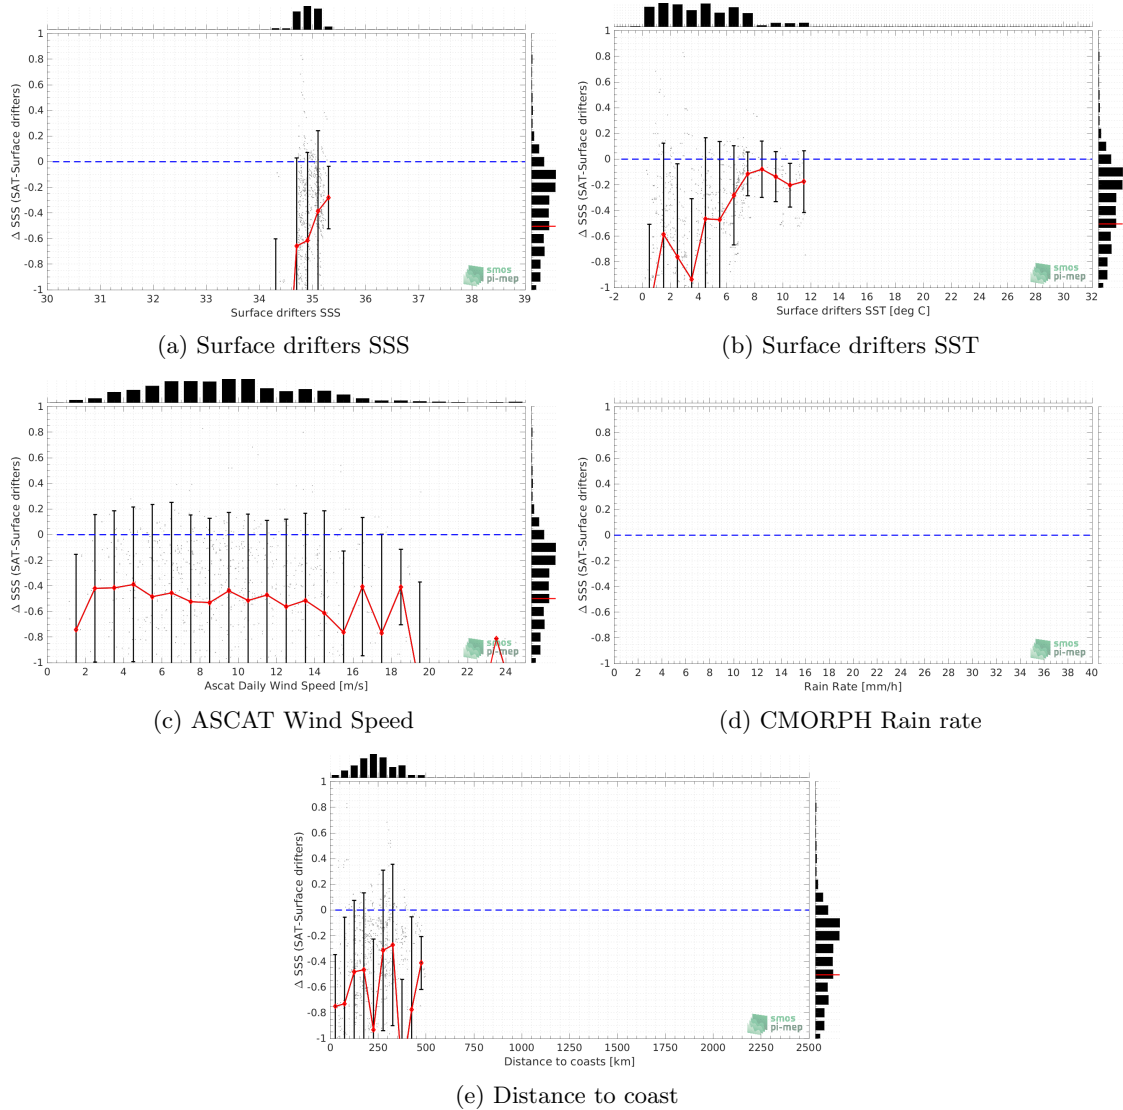 Δ SSS (SAT-Surface drifters)
1
0.8
0.6
0.4
0.2
0
-0.2
-0.4
-0.6
-0.8
-1
30 31 32 33 34 35 36 37 38 39
Surface drifters SSS
smos
pi-mep
(a) Surface drifters SSS
Δ SSS (SAT-Surface drifters)
1
0.8
0.6
0.4
0.2
0
-0.2
-0.4
-0.6
-0.8
-1
-2 0 2 4 6 8 10 12 14 16 18 20 22 24 26 28 30 32
Surface drifters SST [deg C]
smos
pi-mep
(b) Surface drifters SST
Δ SSS (SAT-Surface drifters)
1
0.8
0.6
0.4
0.2
0
-0.2
-0.4
-0.6
-0.8
-1
0 2 4 6 8 10 12 14 16 18 20 22 24
Ascat Daily Wind Speed [m/s]
smos
pi-mep
(c) ASCAT Wind Speed
Δ SSS (SAT-Surface drifters)
1
0.8
0.6
0.4
0.2
0
-0.2
-0.4
-0.6
-0.8
-1
0 2 4 6 8 10 12 14 16 18 20 22 24 26 28 30 32 34 36 38 40
Rain Rate [mm/h]
smos
pi-mep
(d) CMORPH Rain rate
Δ SSS (SAT-Surface drifters)
1
0.8
0.6
0.4
0.2
0
-0.2
-0.4
-0.6
-0.8
-1
0 250 500 750 1000 1250 1500 1750 2000 2250 2500
Distance to coasts [km]
smos
pi-mep
(e) Distance to coast